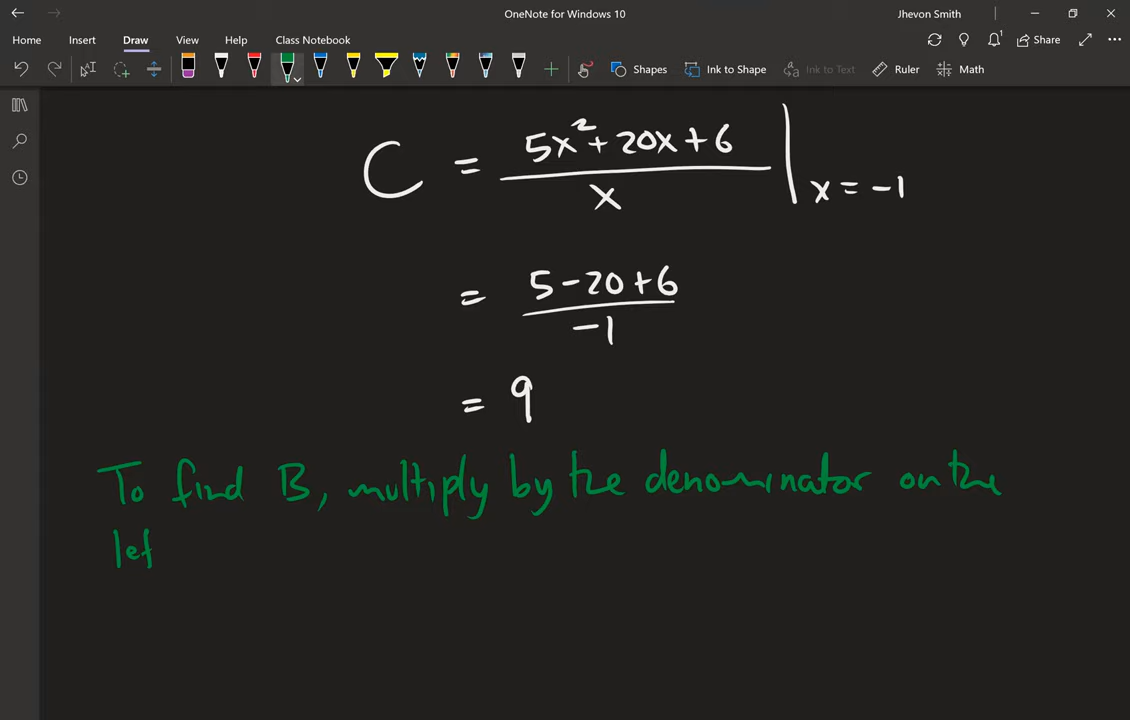 OneNote for Windows 10
Jhevon Smith
Home Insert Draw View Help Class Notebook
Share
Shapes Ink to Shape Ink to Text Ruler Math
C = (5x² + 20x + 6)/x | x = -1
= (5 - 20 + 6)/-1
= 9
To find B, multiply by the denominator on the
lef